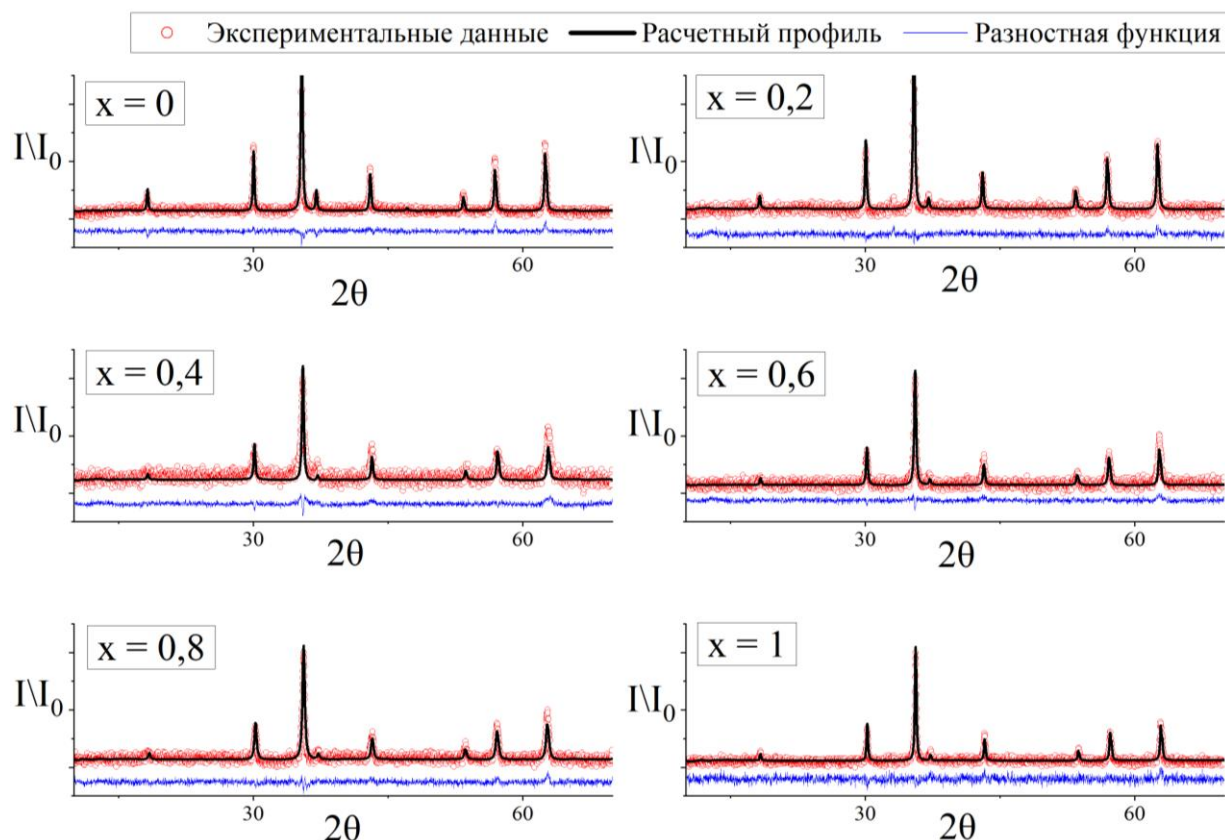 Экспериментальные данные Расчетный профиль Разностная функция
x = 0 x = 0,2
I\I0 I\I0
30 60 30 60
2θ 2θ
x = 0,4 x = 0,6
I\I0 I\I0
30 60 30 60
2θ 2θ
x = 0,8 x = 1
I\I0 I\I0
30 60 30 60
2θ 2θ